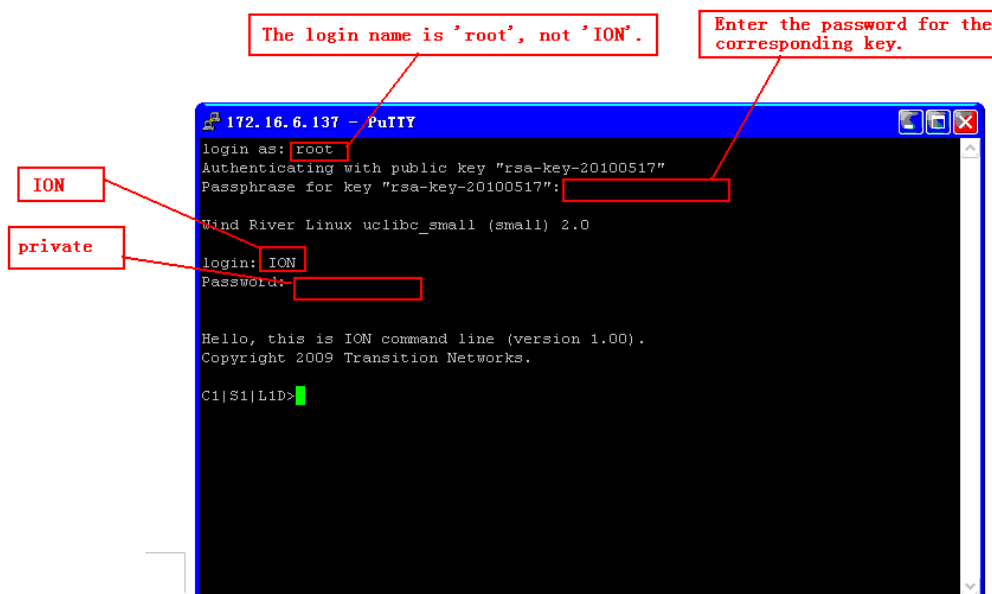 The login name is 'root', not 'ION'.
Enter the password for the
corresponding key.
172.16.6.137 - PuTTY
login as: root
Authenticating with public key "rsa-key-20100517"
Passphrase for key "rsa-key-20100517":
ION
Wind River Linux uclibc_small (small) 2.0
private
login: ION
Password:
Hello, this is ION command line (version 1.00).
Copyright 2009 Transition Networks.
C1|S1|L1D>